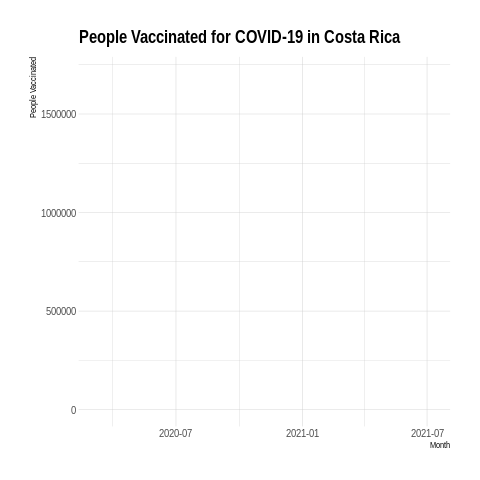 People Vaccinated for COVID-19 in Costa Rica
People Vaccinated
1500000
1000000
500000
0
2020-07
2021-01
2021-07
Month